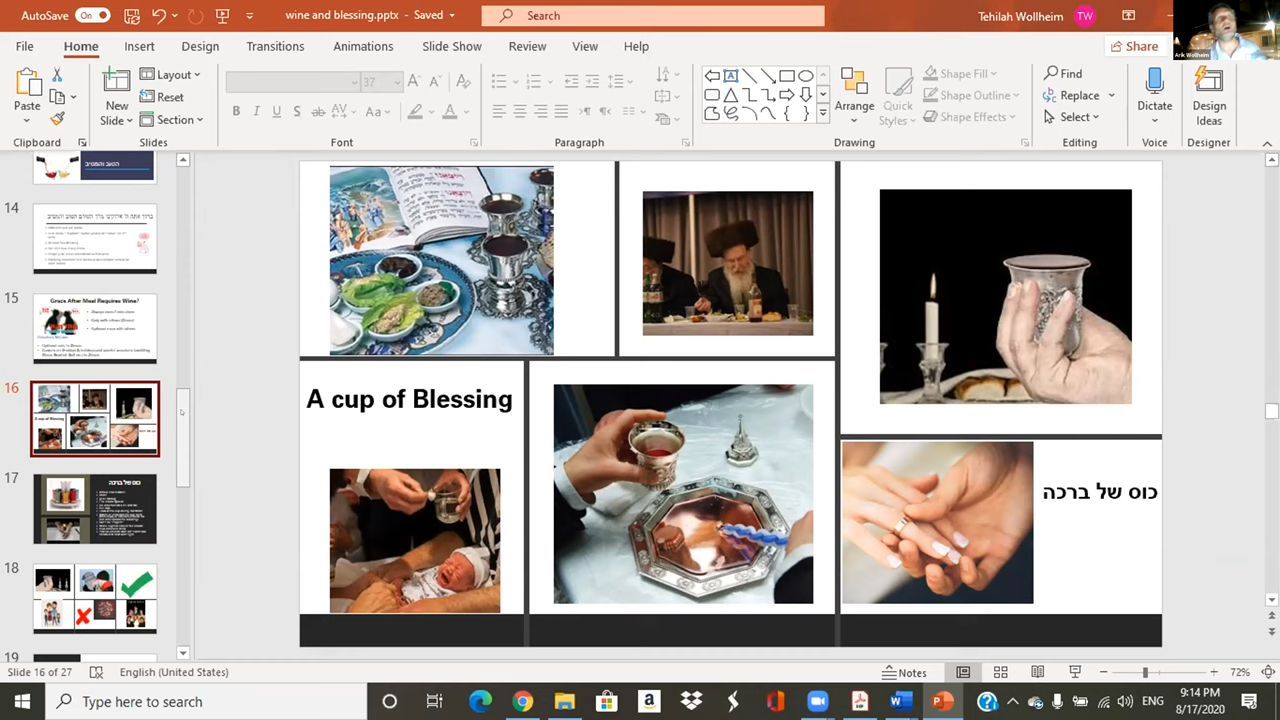 AutoSave
On
wine and blessing.pptx - Saved
Search
Tehilah Wollheim
TW
Arik Wollheim
File Home Insert Design Transitions Animations Slide Show Review View Help
Share
Paste
New
Slide
Layout
Reset
Section
37
Shape Fill
Shape Outline
Shape Effects
Arrange
Quick
Styles
Find
Replace
Select
Dictate
Design
Ideas
Clipboard Slides Font Paragraph Drawing Editing Voice Designer
14
15
Grace After Meal Requires Wine?
16
17
כוס של ברכה
18
19
A cup of Blessing
כוס של ברכה
Slide 16 of 27
English (United States)
Notes
72%
Type here to search
ENG
9:14 PM
8/17/2020